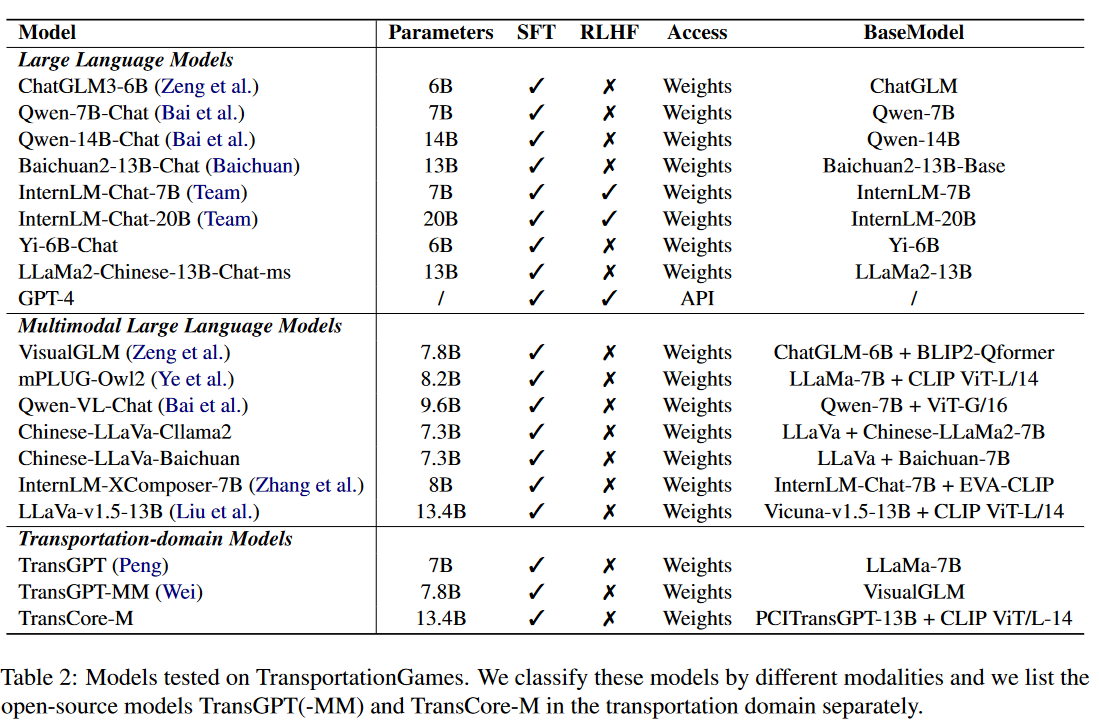 Model Parameters SFT RLHF Access BaseModel
Large Language Models
ChatGLM3-6B (Zeng et al.) 6B ✓ ✗ Weights ChatGLM
Qwen-7B-Chat (Bai et al.) 7B ✓ ✗ Weights Qwen-7B
Qwen-14B-Chat (Bai et al.) 14B ✓ ✗ Weights Qwen-14B
Baichuan2-13B-Chat (Baichuan) 13B ✓ ✗ Weights Baichuan2-13B-Base
InternLM-Chat-7B (Team) 7B ✓ ✓ Weights InternLM-7B
InternLM-Chat-20B (Team) 20B ✓ ✓ Weights InternLM-20B
Yi-6B-Chat 6B ✓ ✗ Weights Yi-6B
LLaMa2-Chinese-13B-Chat-ms 13B ✓ ✗ Weights LLaMa2-13B
GPT-4 / ✓ ✓ API /
Multimodal Large Language Models
VisualGLM (Zeng et al.) 7.8B ✓ ✗ Weights ChatGLM-6B + BLIP2-Qformer
mPLUG-Owl2 (Ye et al.) 8.2B ✓ ✗ Weights LLaMa-7B + CLIP ViT-L/14
Qwen-VL-Chat (Bai et al.) 9.6B ✓ ✗ Weights Qwen-7B + ViT-G/16
Chinese-LLaVa-Cllama2 7.3B ✓ ✗ Weights LLaVa + Chinese-LLaMa2-7B
Chinese-LLaVa-Baichuan 7.3B ✓ ✗ Weights LLaVa + Baichuan-7B
InternLM-XComposer-7B (Zhang et al.) 8B ✓ ✗ Weights InternLM-Chat-7B + EVA-CLIP
LLaVa-v1.5-13B (Liu et al.) 13.4B ✓ ✗ Weights Vicuna-v1.5-13B + CLIP ViT-L/14
Transportation-domain Models
TransGPT (Peng) 7B ✓ ✗ Weights LLaMa-7B
TransGPT-MM (Wei) 7.8B ✓ ✗ Weights VisualGLM
TransCore-M 13.4B ✓ ✗ Weights PCITransGPT-13B + CLIP ViT/L-14
Table 2: Models tested on TransportationGames. We classify these models by different modalities and we list the
open-source models TransGPT(-MM) and TransCore-M in the transportation domain separately.